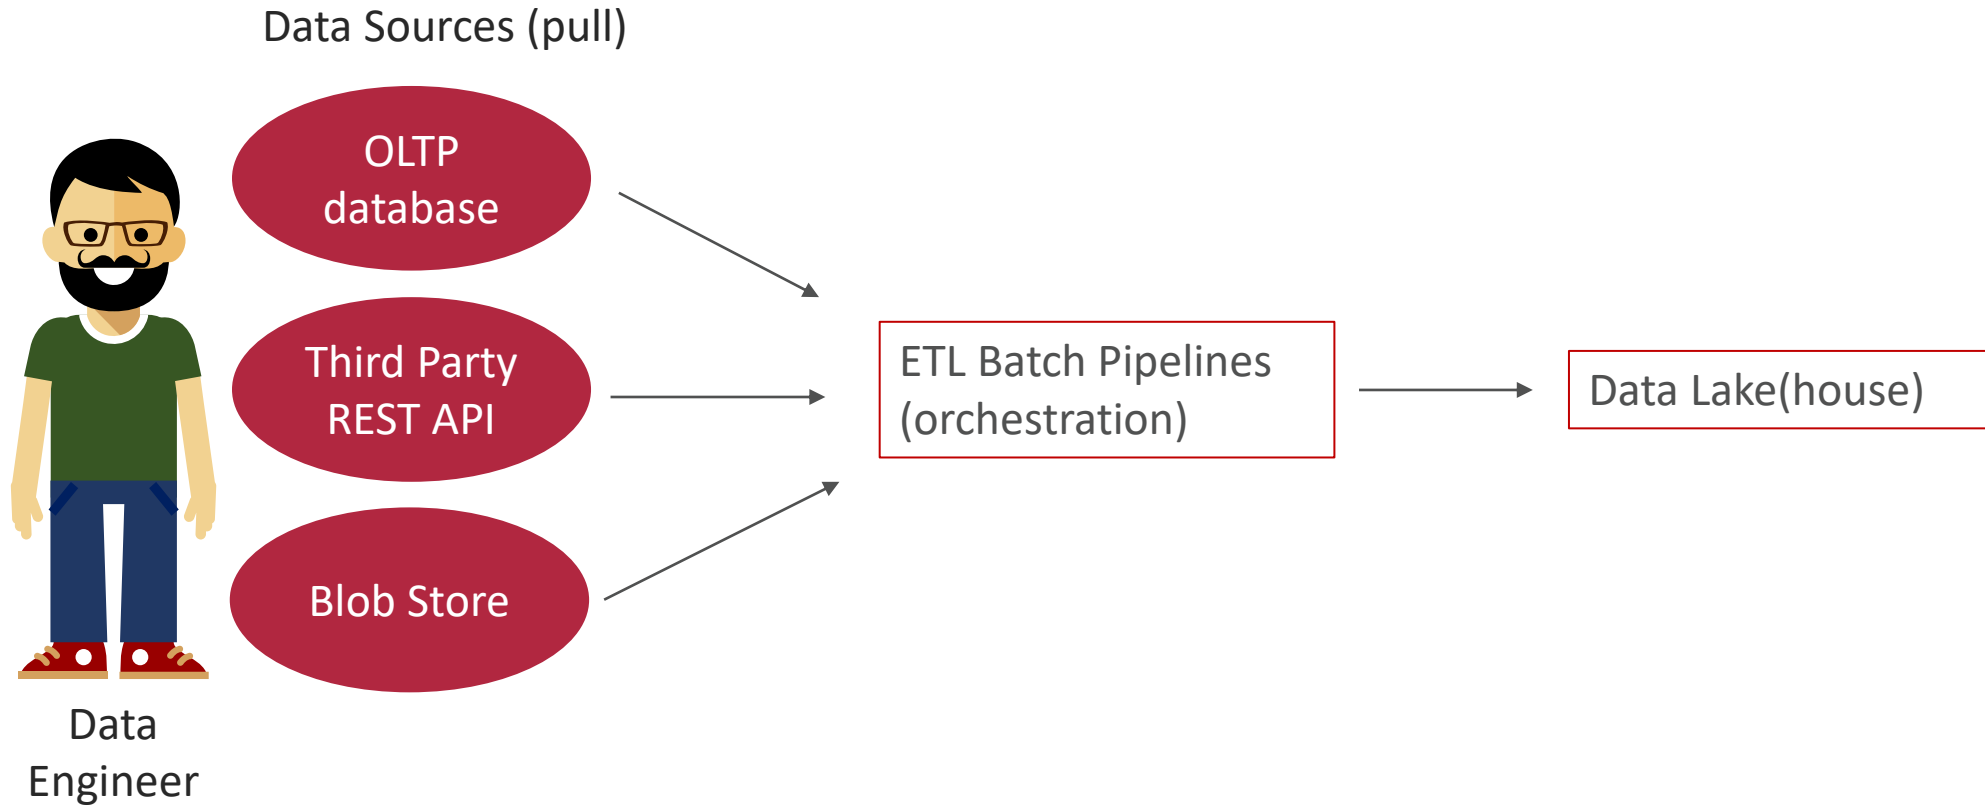 Data Sources (pull)
OLTP
database
Third Party
REST API
Blob Store
ETL Batch Pipelines
(orchestration)
Data Lake(house)
Data
Engineer